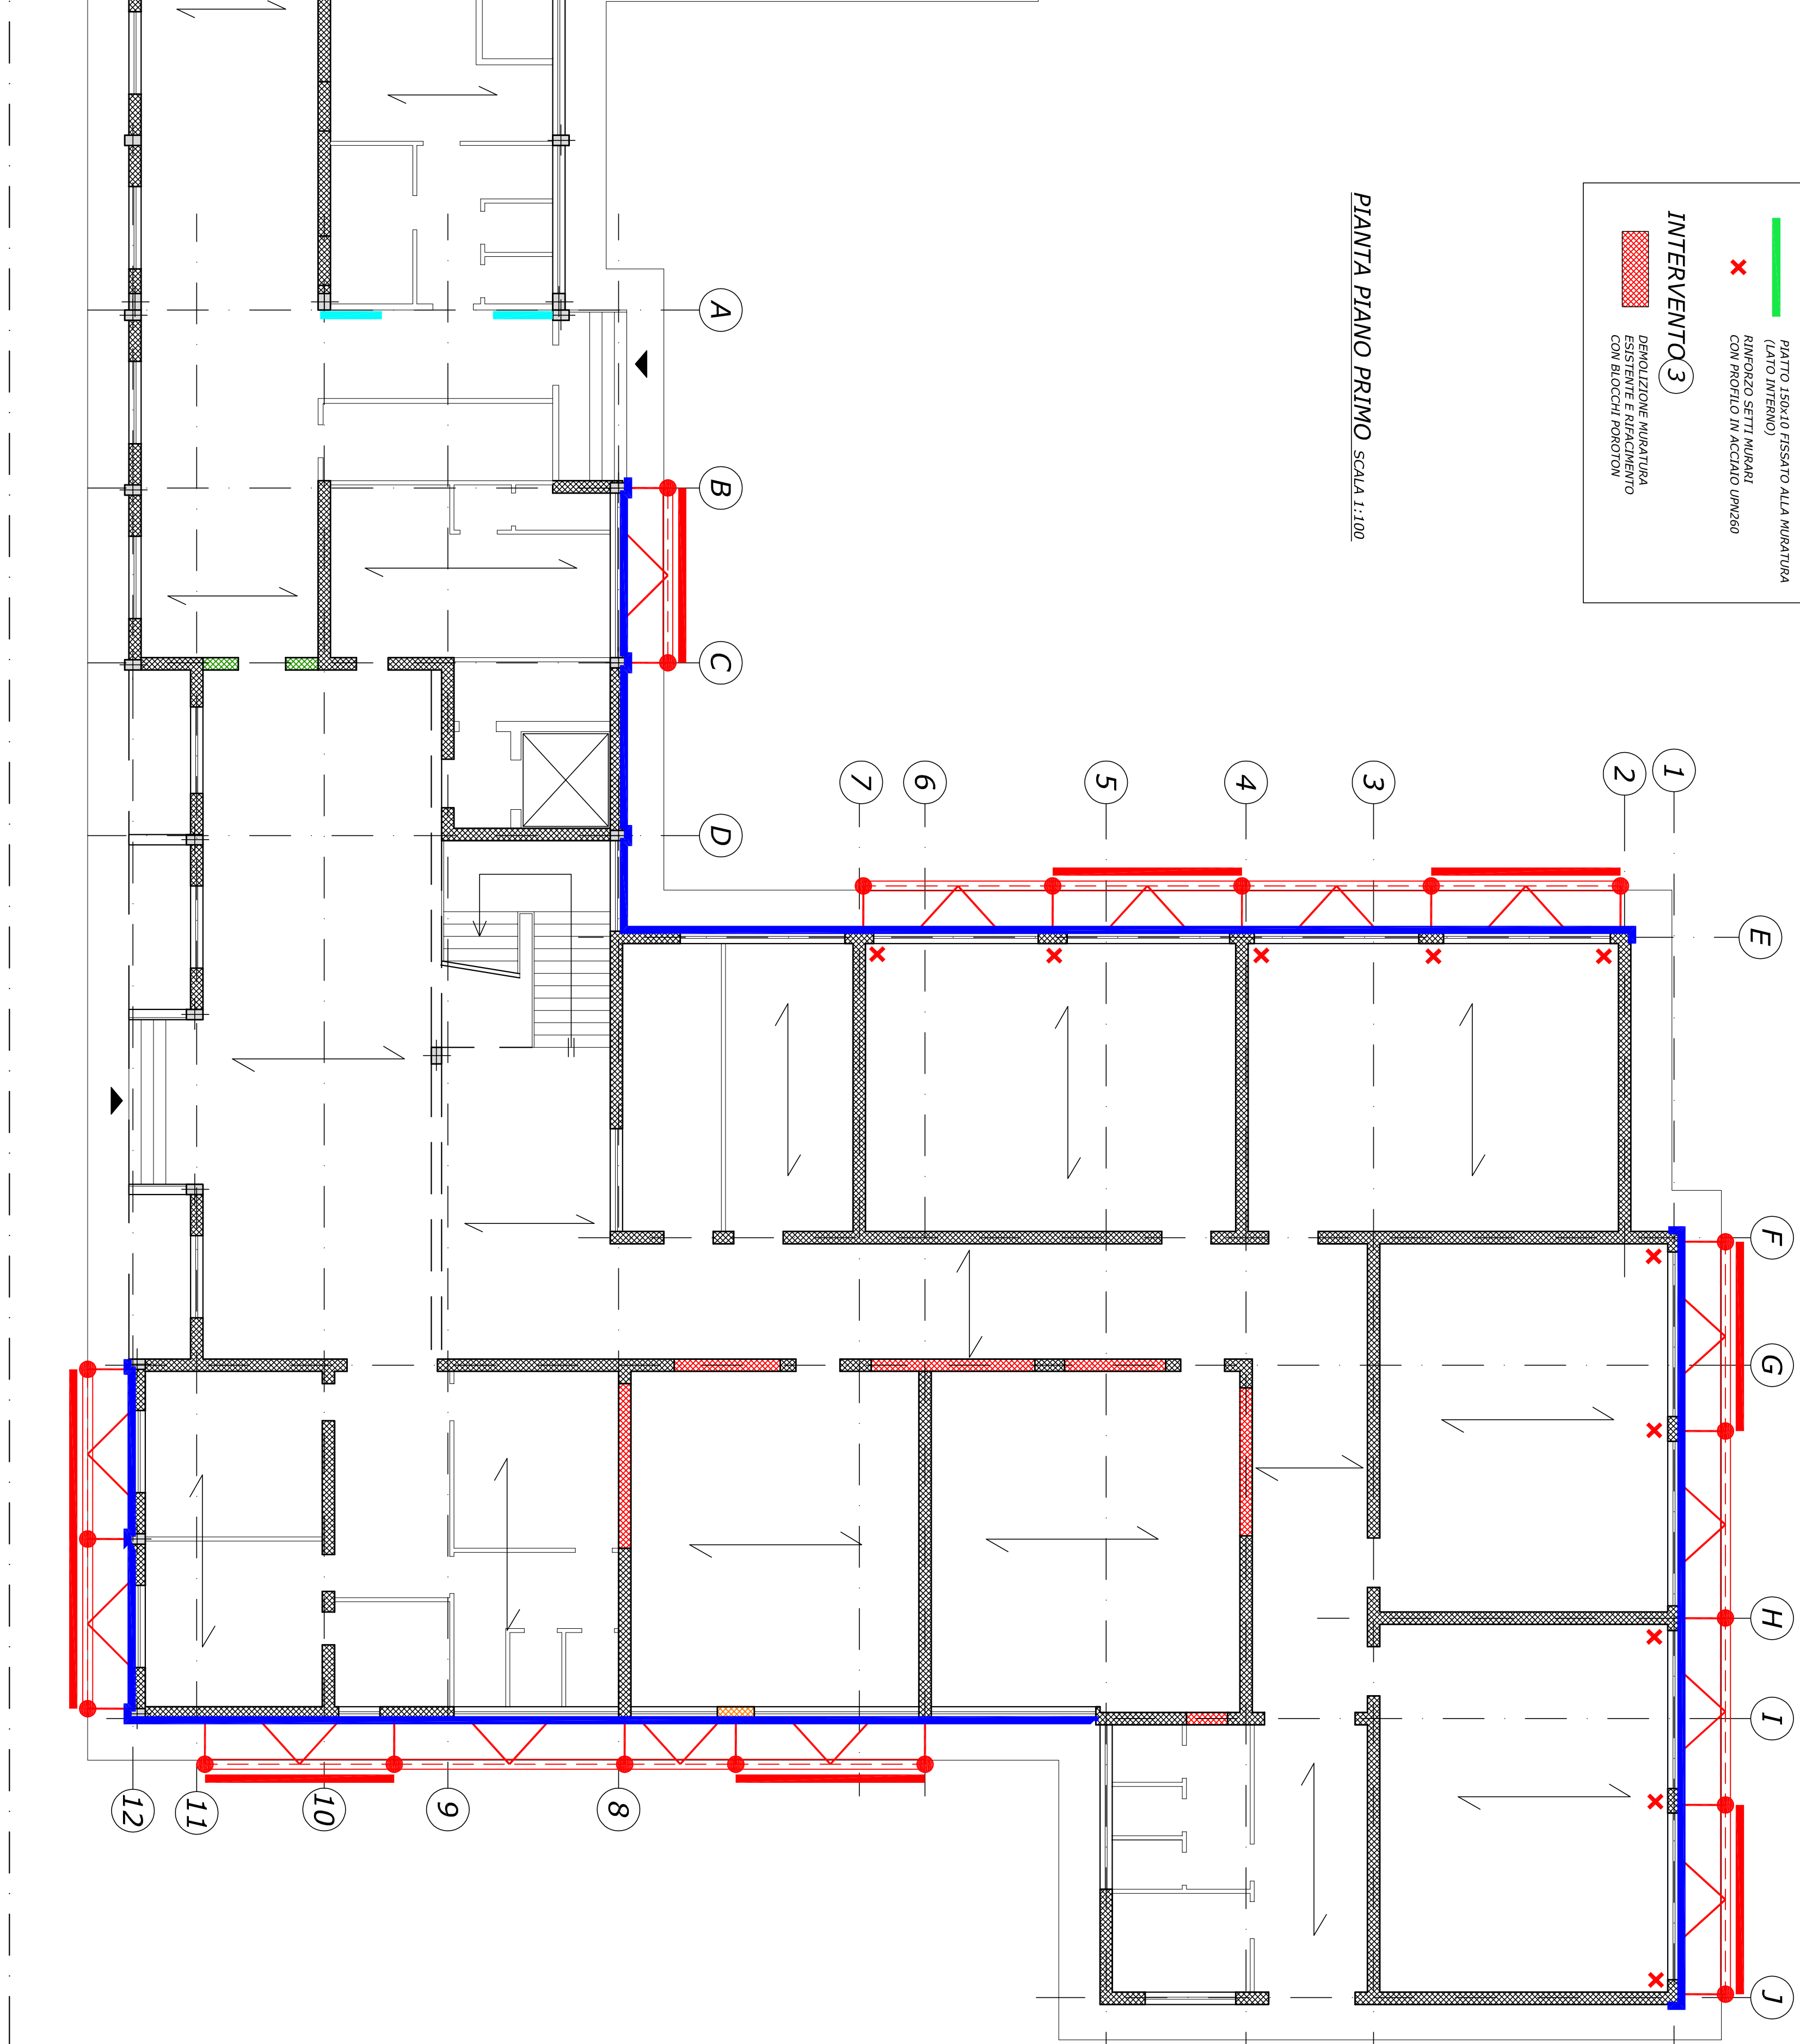 PIATTO 150x10 FISSATO ALLA MURATURA
(LATO INTERNO)
RINFORZO SETTI MURARI
CON PROFILO IN ACCIAIO UPN260
INTERVENTO 3
DEMOLIZIONE MURATURA
ESISTENTE E RIFACIMENTO
CON BLOCCHI POROTON
PIANTA PIANO PRIMO SCALA 1:100
A
B
C
D
E
F
G
H
I
J
1
2
3
4
5
6
7
8
9
10
11
12